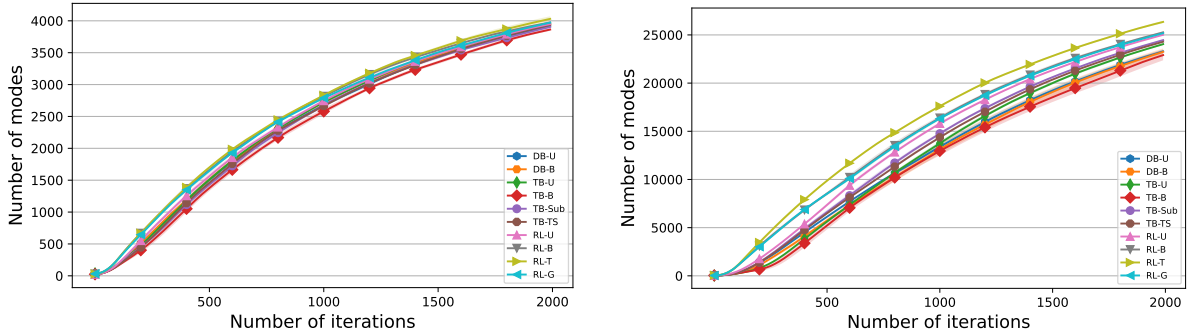 4000
3500
3000
2500
2000
1500
1000
500
0
Number of modes
500
1000
1500
2000
Number of iterations
DB-U
DB-B
TB-U
TB-B
TB-Sub
TB-TS
RL-U
RL-B
RL-T
RL-G
25000
20000
15000
10000
5000
0
Number of modes
500
1000
1500
2000
Number of iterations
DB-U
DB-B
TB-U
TB-B
TB-Sub
TB-TS
RL-U
RL-B
RL-T
RL-G